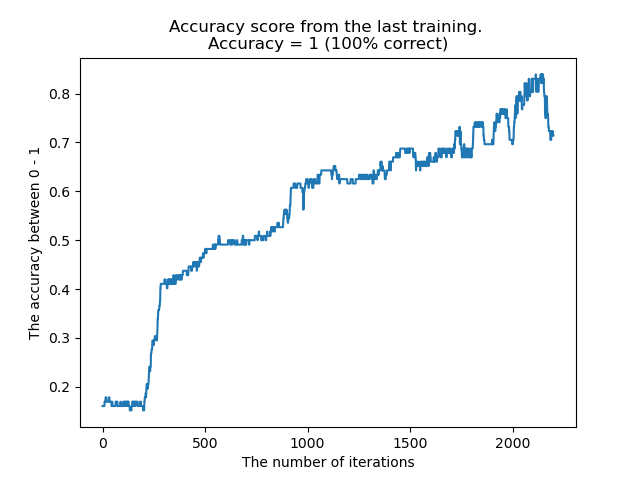 Accuracy score from the last training.
Accuracy = 1 (100% correct)
The accuracy between 0 - 1
0.8
0.7
0.6
0.5
0.4
0.3
0.2
0 500 1000 1500 2000
The number of iterations